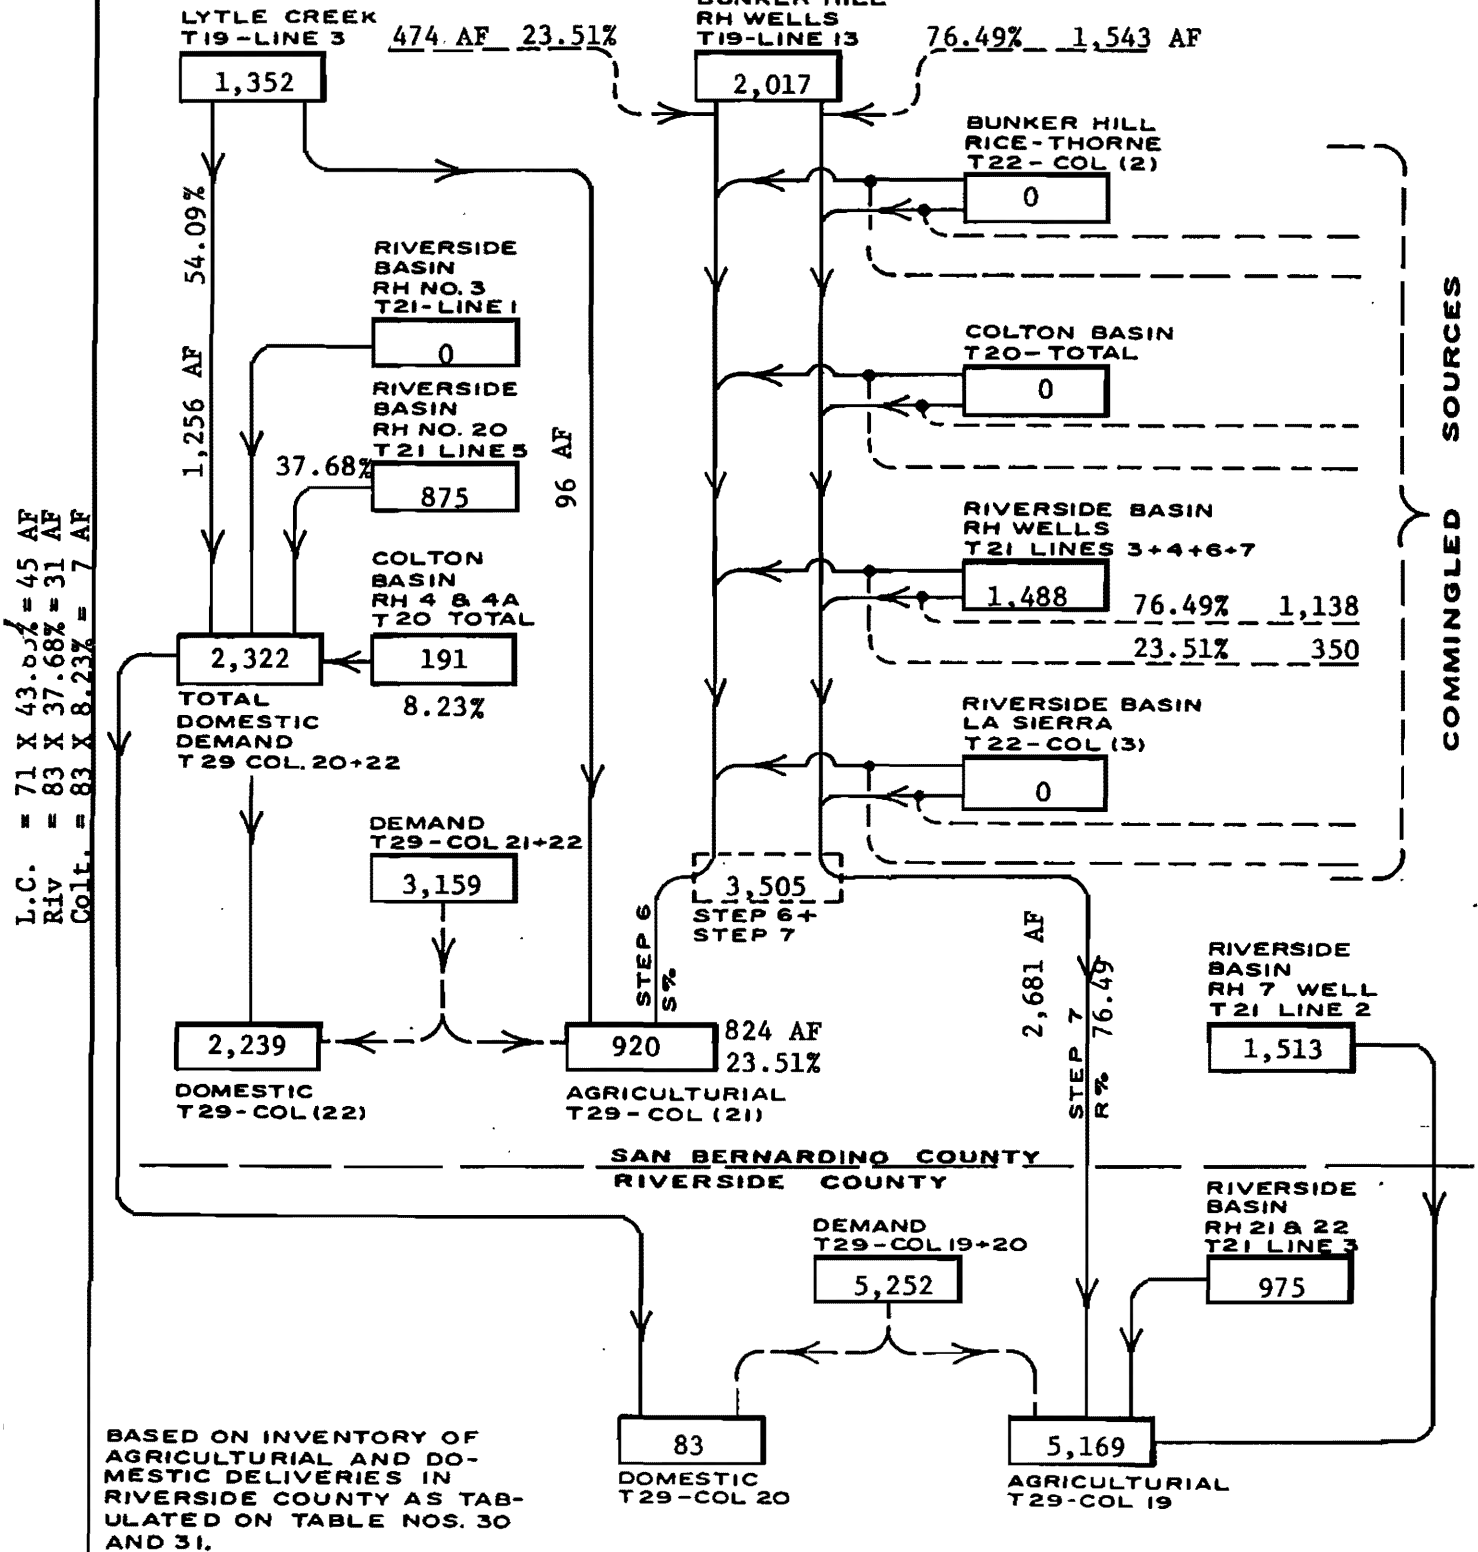 LYTLE CREEK
T19-LINE 3
1,352
474 AF 23.51%
BUNKER HILL
RH WELLS
T19-LINE 13
2,017
76.49% 1,543 AF
BUNKER HILL
RICE-THORNE
T22-COL (2)
0
54.09%
1,256 AF
RIVERSIDE
BASIN
RH NO. 3
T21-LINE 1
0
RIVERSIDE
BASIN
RH NO. 20
T21 LINE 5
37.68%
875
96 AF
COLTON BASIN
T20-TOTAL
0
COMMINGLED SOURCES
RIVERSIDE BASIN
RH WELLS
T21 LINES 3+4+6+7
1,488
76.49% 1,138
23.51% 350
COLTON
BASIN
RH 4 & 4A
T20 TOTAL
191
8.23%
2,322
TOTAL
DOMESTIC
DEMAND
T29 COL. 20+22
L.C. = 71 X 43.83% = 45 AF
Riv = 83 X 37.68% = 31 AF
Colt. = 83 X 8.23% = 7 AF
RIVERSIDE BASIN
LA SIERRA
T22-COL (3)
0
DEMAND
T29-COL 21+22
3,159
3,505
STEP 6+
STEP 7
STEP 6
S%
2,681 AF
76.49
STEP 7
R%
RIVERSIDE
BASIN
RH 7 WELL
T21 LINE 2
1,513
2,239
DOMESTIC
T29-COL (22)
920
824 AF
23.51%
AGRICULTURIAL
T29-COL (21)
SAN BERNARDINO COUNTY
RIVERSIDE COUNTY
RIVERSIDE
BASIN
RH 21 & 22
T21 LINE 3
975
DEMAND
T29-COL 19+20
5,252
83
DOMESTIC
T29-COL 20
5,169
AGRICULTURIAL
T29-COL 19
BASED ON INVENTORY OF
AGRICULTURIAL AND DO-
MESTIC DELIVERIES IN
RIVERSIDE COUNTY AS TAB-
ULATED ON TABLE NOS. 30
AND 31.